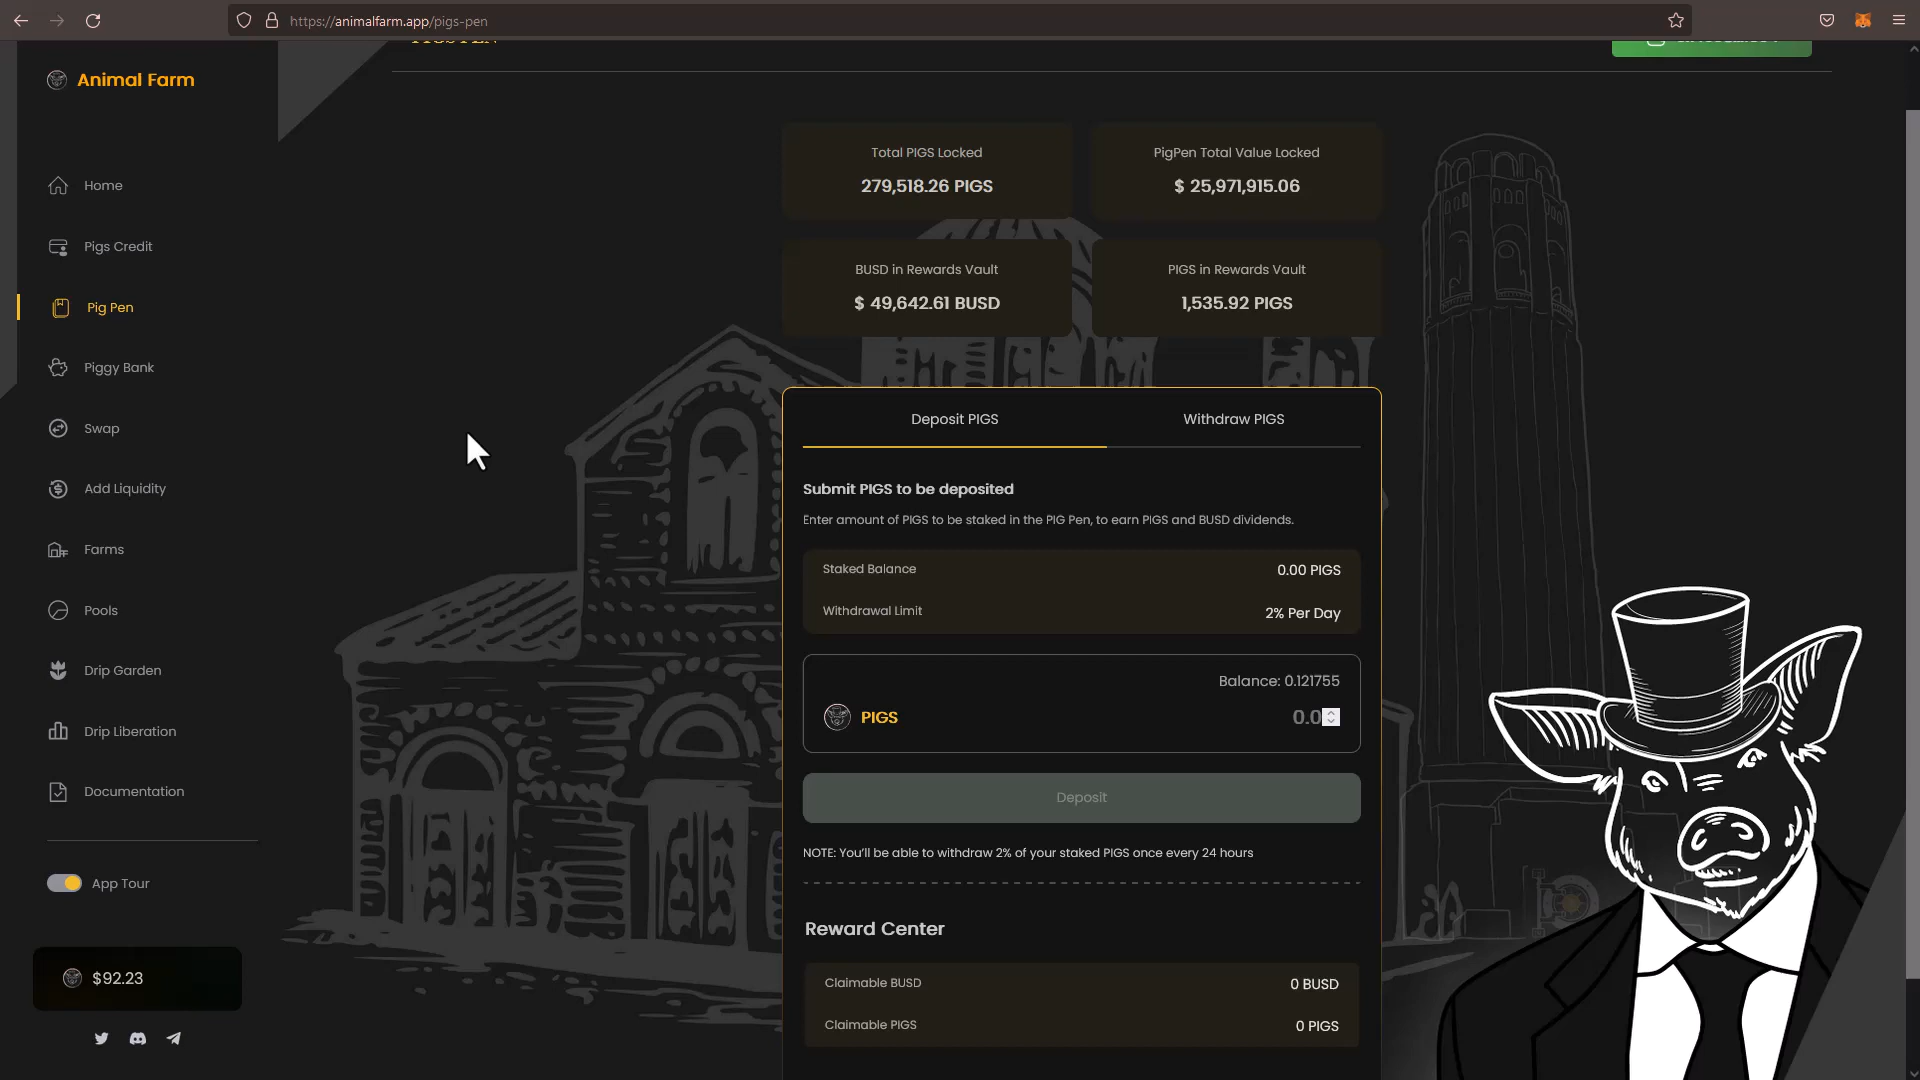 https://animalfarm.app/pigs-pen
Animal Farm
Home
Pigs Credit
Pig Pen
Piggy Bank
Swap
Add Liquidity
Farms
Pools
Drip Garden
Drip Liberation
Documentation
App Tour
$92.23
Total PIGS Locked
279,518.26 PIGS
PigPen Total Value Locked
$ 25,971,915.06
BUSD in Rewards Vault
$ 49,642.61 BUSD
PIGS in Rewards Vault
1,535.92 PIGS
Deposit PIGS
Withdraw PIGS
Submit PIGS to be deposited
Enter amount of PIGS to be staked in the PIG Pen, to earn PIGS and BUSD dividends.
Staked Balance
0.00 PIGS
Withdrawal Limit
2% Per Day
Balance: 0.121755
PIGS
0.0
Deposit
NOTE: You'll be able to withdraw 2% of your staked PIGS once every 24 hours
Reward Center
Claimable BUSD
0 BUSD
Claimable PIGS
0 PIGS